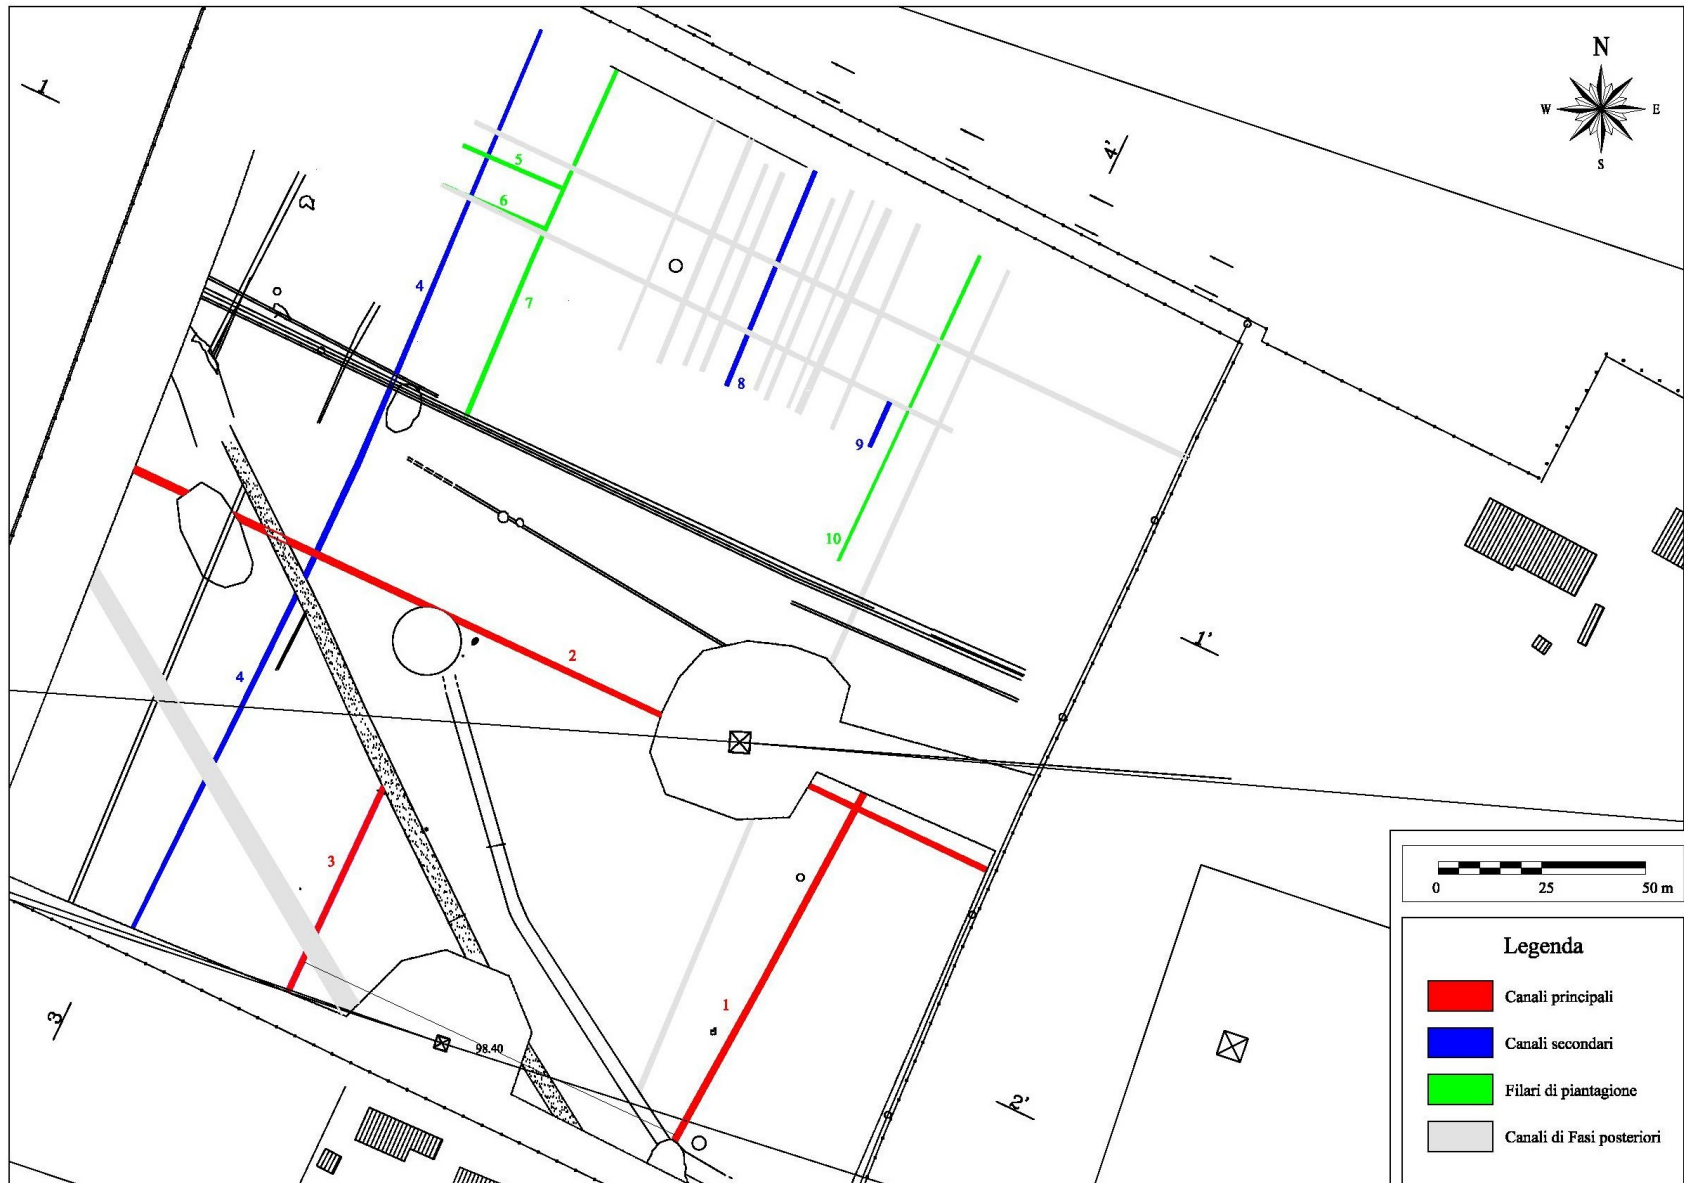 N
W E
S
1
4'
5
6
4
7
8
9
10
1'
2
4
3
1
3
98.40
2'
0 25 50 m
Legenda
Canali principali
Canali secondari
Filari di piantagione
Canali di Fasi posteriori